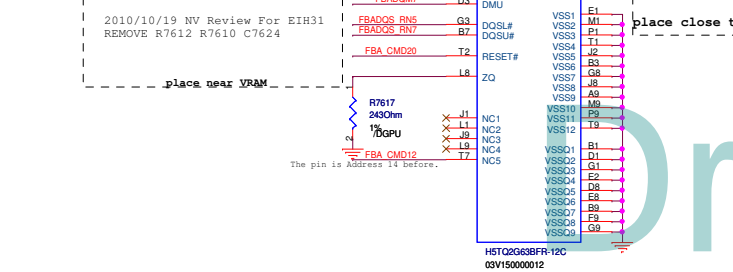 D3 DMU
2010/10/19 NV Review For EIH31
REMOVE R7612 R7610 C7624
FBADQS_RN5 G3 DQSL#
FBADQS_RN7 B7 DQSU#
FBA_CMD20 T2 RESET#
L8 ZQ
place near VRAM
R7617
243Ohm
1%
/DGPU
2
J1 NC1
L1 NC2
J9 NC3
L9 NC4
FBA_CMD12 T7 NC5
The pin is Address 14 before.
VSS1 E1
VSS2 M1
VSS3 P1
VSS4 T1
VSS5 J2
VSS6 B3
VSS7 G8
VSS8 J8
VSS9 A9
VSS10 M9
VSS11 P9
VSS12 T9
VSSQ1 B1
VSSQ2 D1
VSSQ3 G1
VSSQ4 E2
VSSQ5 D8
VSSQ6 E8
VSSQ7 B9
VSSQ8 F9
VSSQ9 G9
place close t
H5TQ2G63BFR-12C
03V150000012
Dr